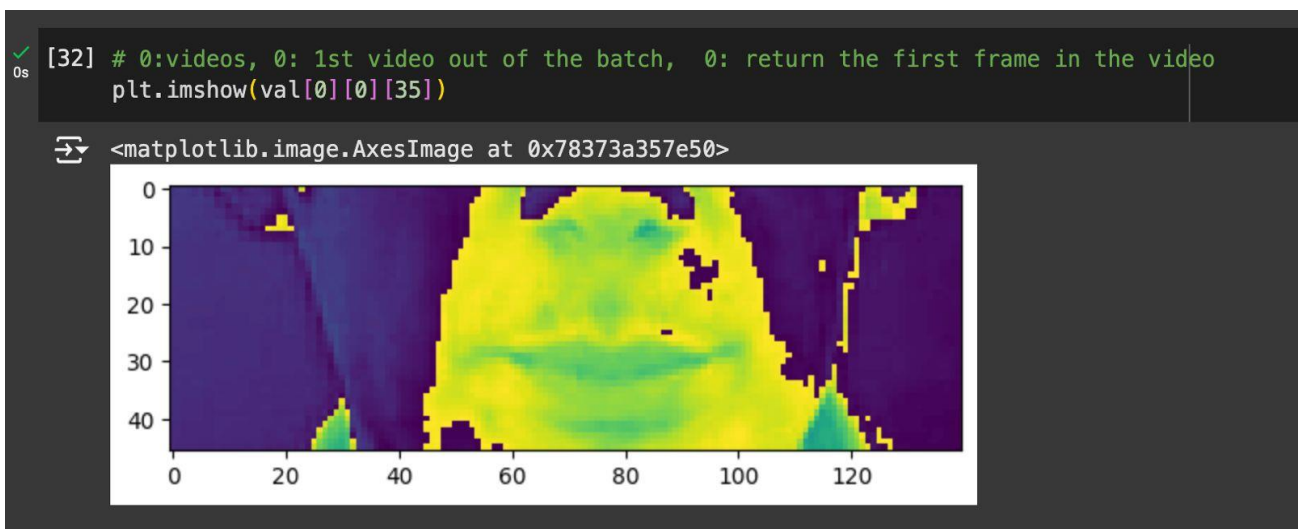 [32] # 0:videos, 0: 1st video out of the batch,  0: return the first frame in the video
0s
plt.imshow(val[0][0][35])
<matplotlib.image.AxesImage at 0x78373a357e50>
0
10
20
30
40
0 20 40 60 80 100 120